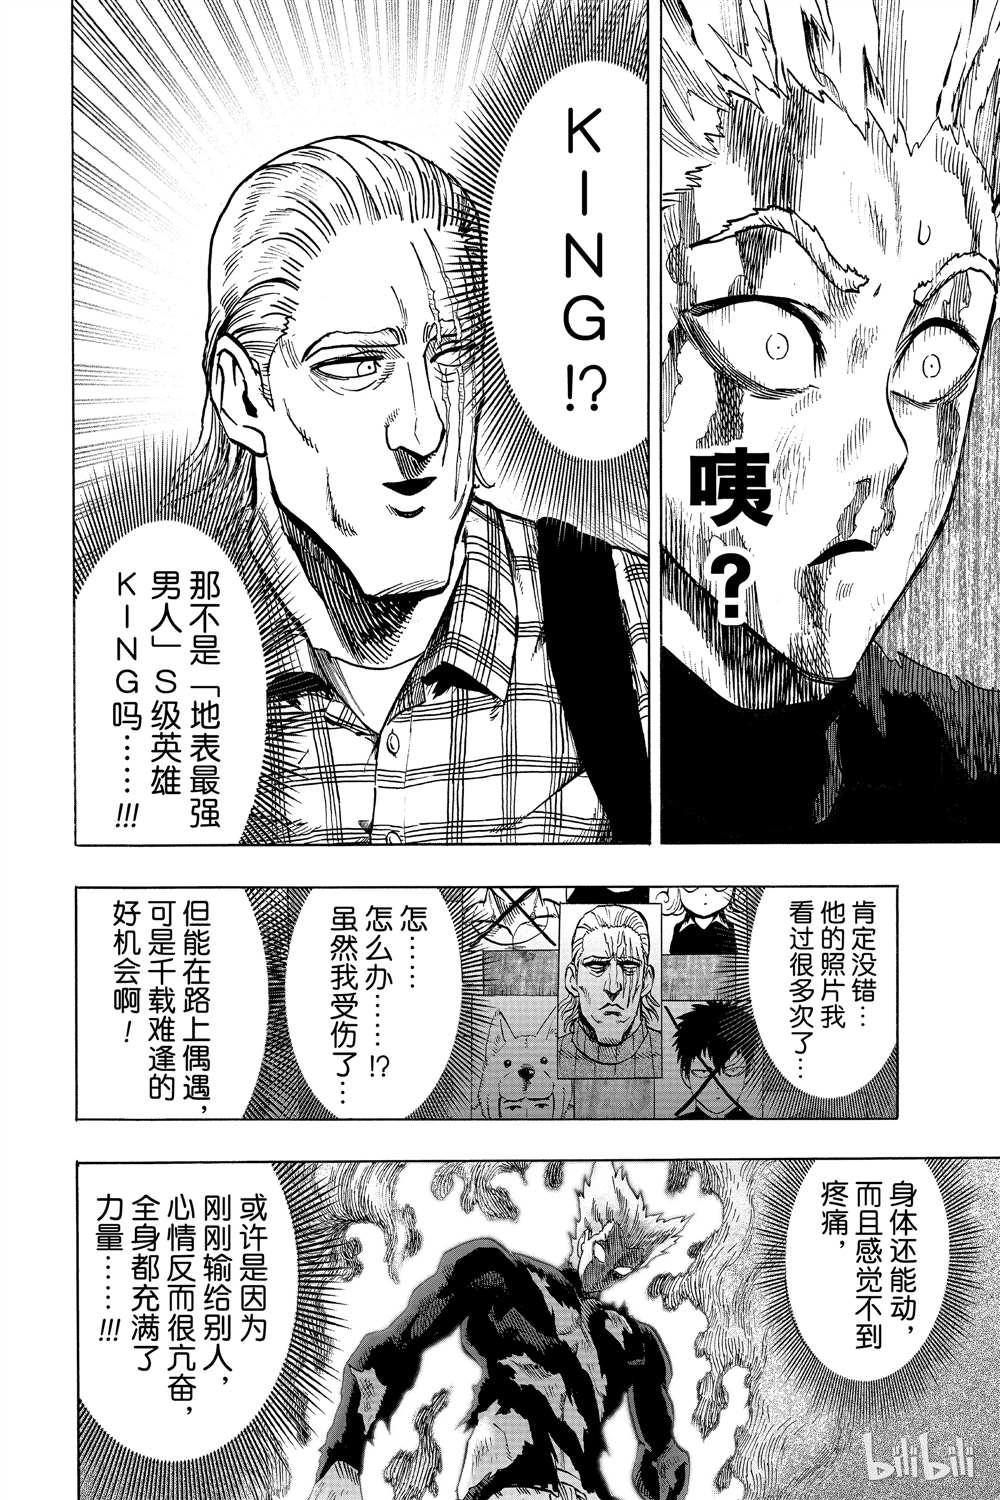 咦？
KING!?
那不是「地表最强
男人」S级英雄
KING吗……!!!
肯定没错…
他的照片我
看过很多次了…
怎……
怎么办……!?
虽然我受伤了…
但能在路上偶遇，
可是千载难逢的
好机会啊！
身体还能动，
而且感觉不到
疼痛，
或许是因为
刚刚输给别人，
心情反而很亢奋，
全身都充满了
力量……!!!
bilibili